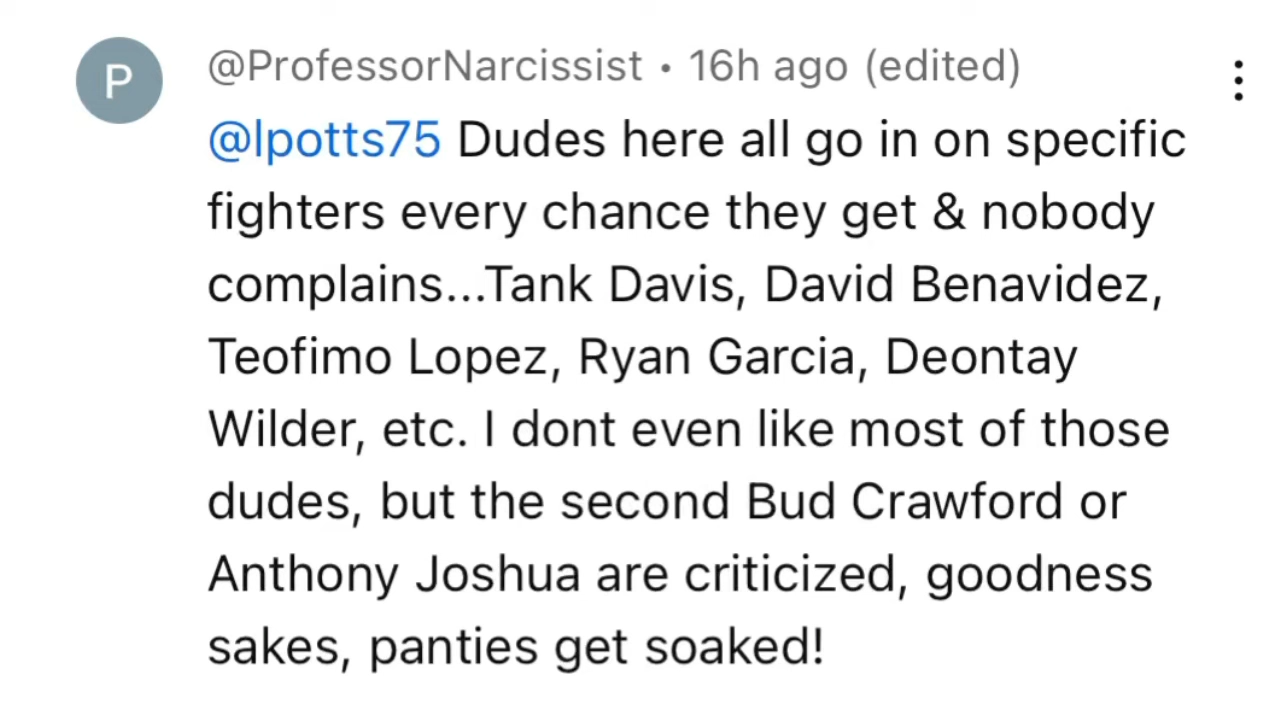 P
@ProfessorNarcissist • 16h ago (edited)
@lpotts75 Dudes here all go in on specific
fighters every chance they get & nobody
complains...Tank Davis, David Benavidez,
Teofimo Lopez, Ryan Garcia, Deontay
Wilder, etc. I dont even like most of those
dudes, but the second Bud Crawford or
Anthony Joshua are criticized, goodness
sakes, panties get soaked!